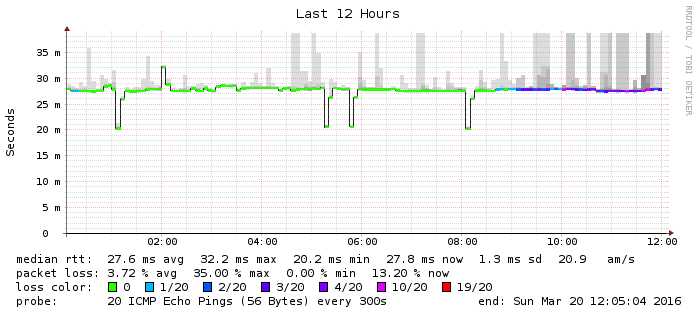 Last 12 Hours
RRDTOOL / TOBI OETIKER
Seconds
35 m
30 m
25 m
20 m
15 m
10 m
5 m
0
02:00 04:00 06:00 08:00 10:00 12:00
median rtt: 27.6 ms avg 32.2 ms max 20.2 ms min 27.8 ms now 1.3 ms sd 20.9 am/s
packet loss: 3.72 % avg 35.00 % max 0.00 % min 13.20 % now
loss color: 0 1/20 2/20 3/20 4/20 10/20 19/20
probe: 20 ICMP Echo Pings (56 Bytes) every 300s end: Sun Mar 20 12:05:04 2016